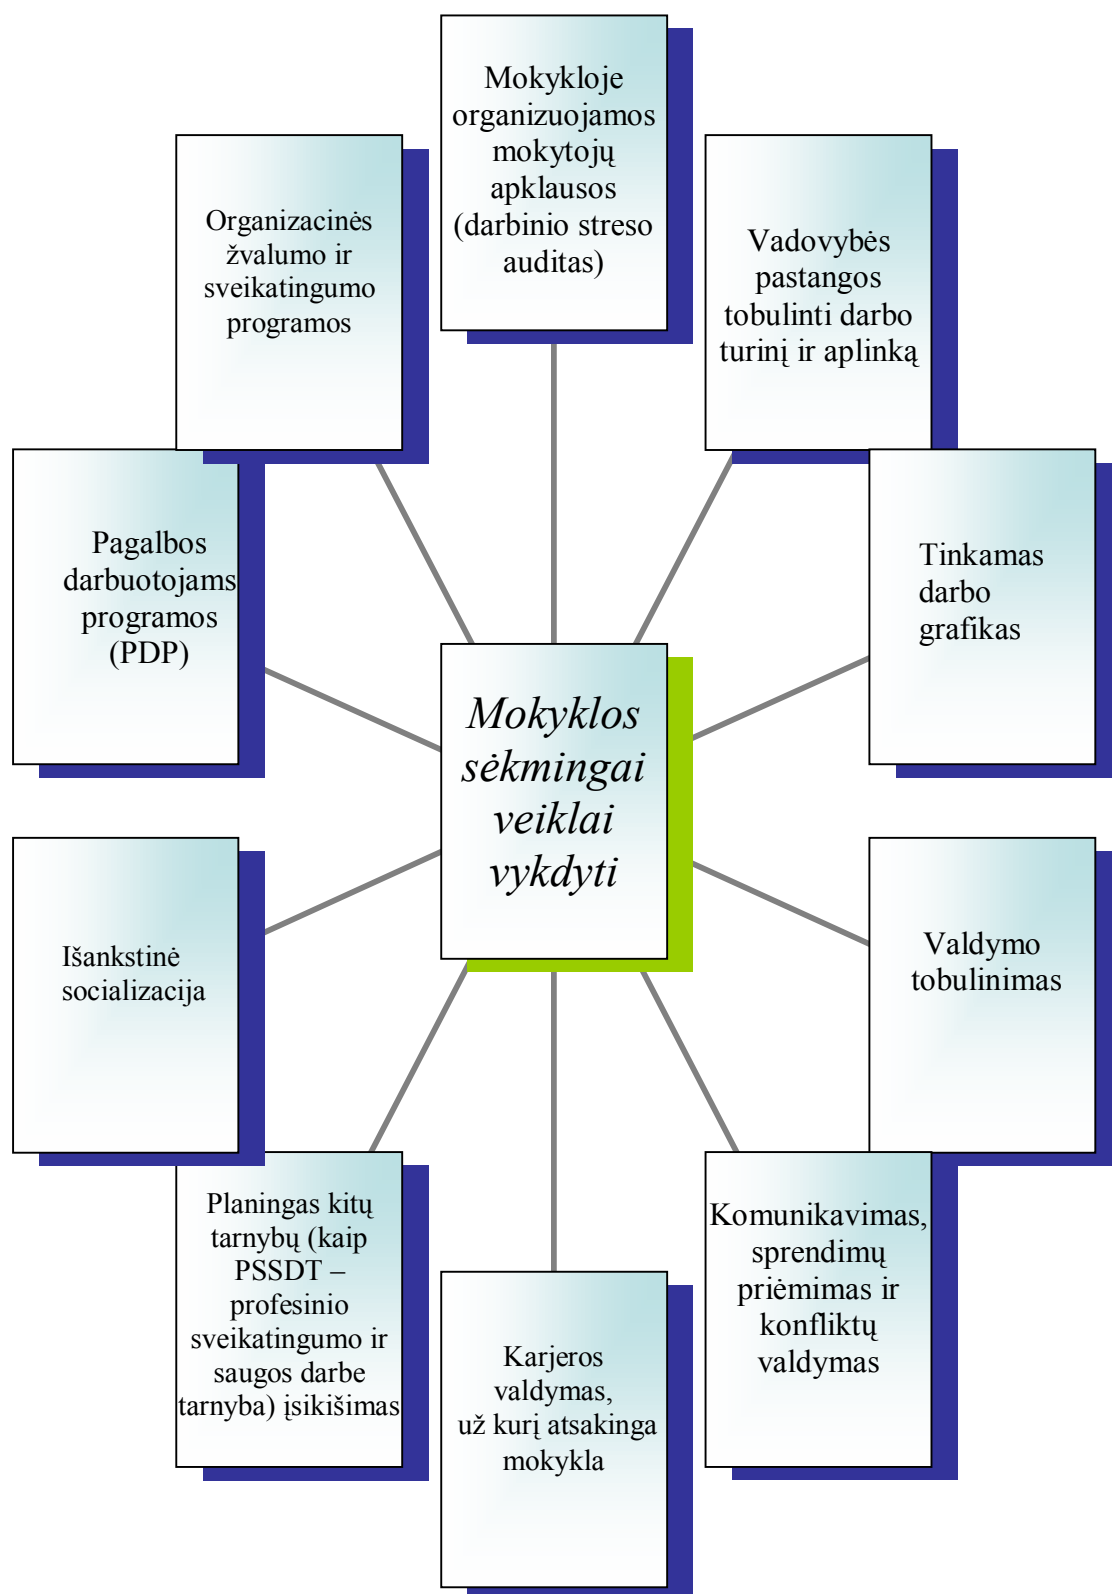 Mokykloje
organizuojamos
mokytojų
apklausos
(darbinio streso
auditas)
Vadovybės
pastangos
tobulinti darbo
turinį ir aplinką
Tinkamas
darbo
grafikas
Valdymo
tobulinimas
Komunikavimas,
sprendimų
priėmimas ir
konfliktų
valdymas
Karjeros
valdymas,
už kurį atsakinga
mokykla
Planingas kitų
tarnybų (kaip
PSSDT –
profesinio
sveikatingumo ir
saugos darbe
tarnyba) įsikišimas
Išankstinė
socializacija
Pagalbos
darbuotojams
programos
(PDP)
Organizacinės
žvalumo ir
sveikatingumo
programos
Mokyklos
sėkmingai
veiklai
vykdyti